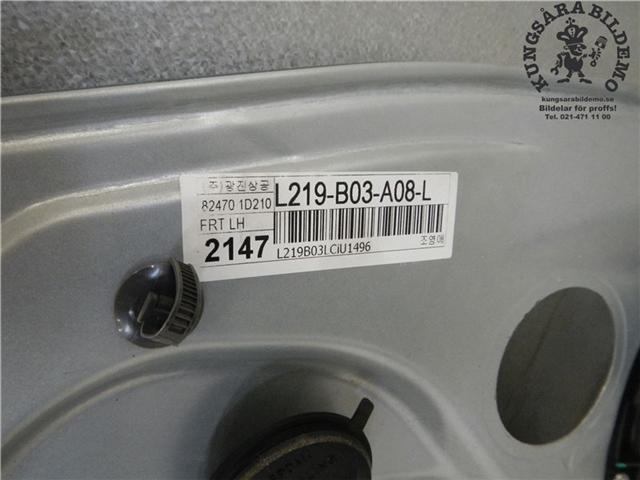 KUNGSÅRA BILDEMO
kungsarabildemo.se
Bildelar för proffs!
Tel. 021-471 11 00
(주)광진상공
82470 1D210
FRT LH
2147
L219-B03-A08-L
L219B03LCiU1496
조영애